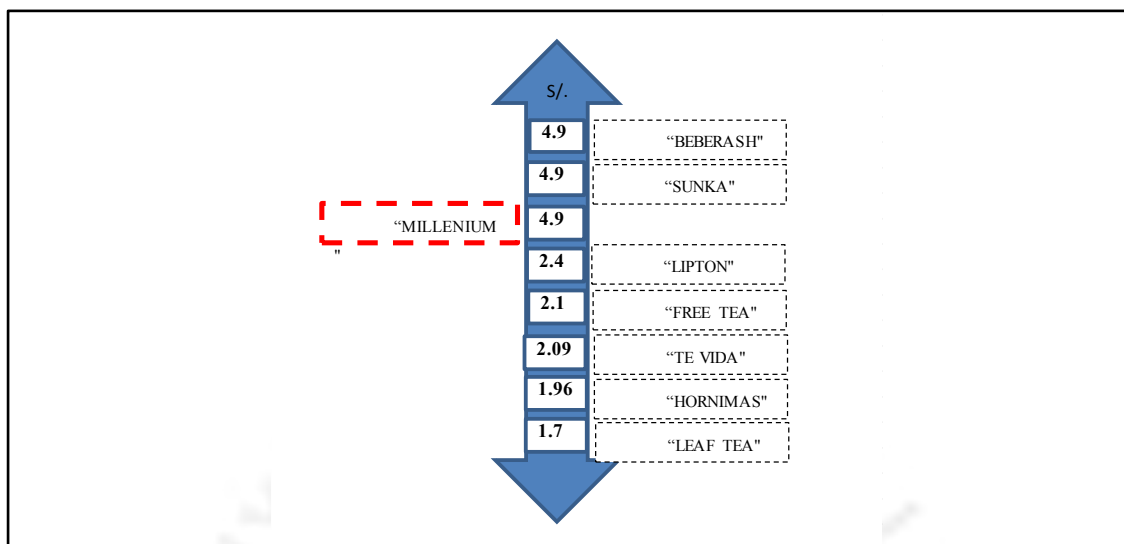 S/.
4.9 “BEBERASH"
4.9 “SUNKA"
“MILLENIUM 4.9
"
2.4 “LIPTON"
2.1 “FREE TEA"
2.09 “TE VIDA"
1.96 “HORNIMAS"
1.7 “LEAF TEA"